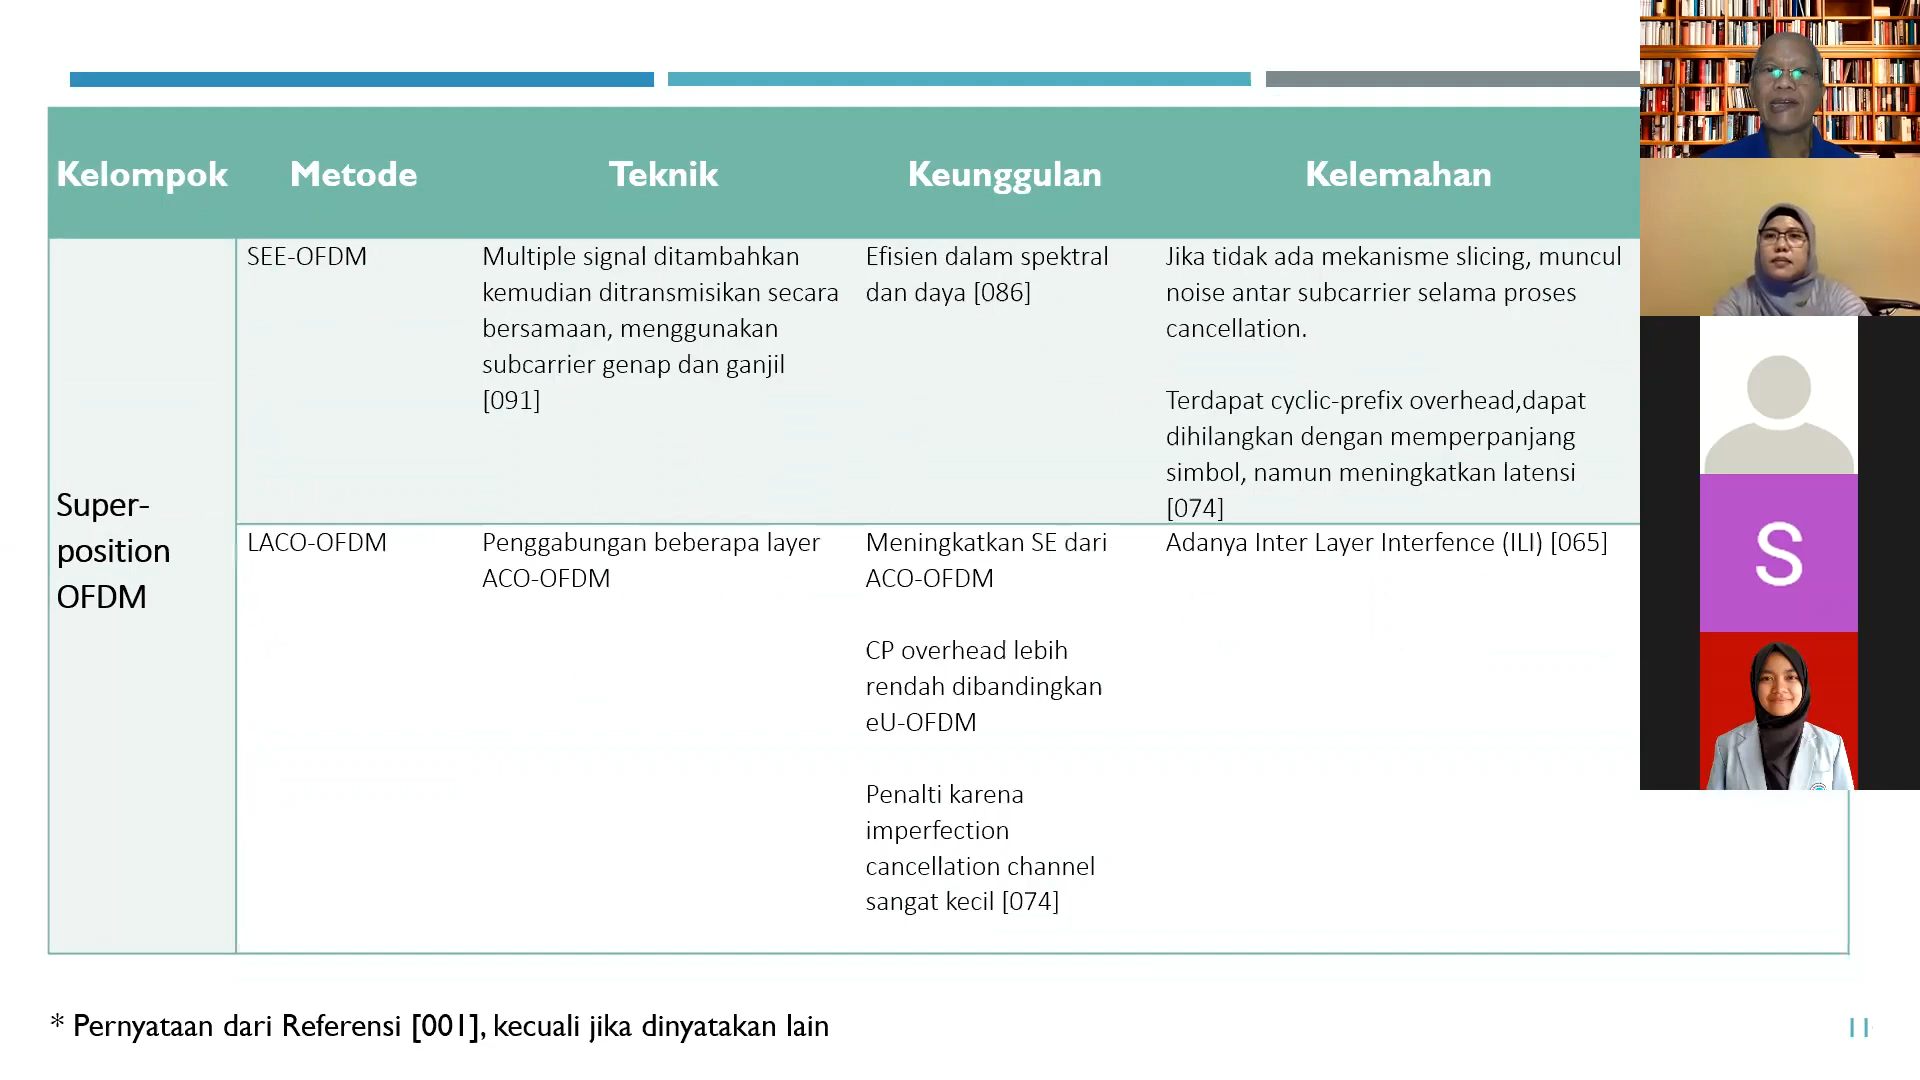 Kelompok Metode Teknik Keunggulan Kelemahan
Super-
position
OFDM
SEE-OFDM
Multiple signal ditambahkan
kemudian ditransmisikan secara
bersamaan, menggunakan
subcarrier genap dan ganjil
[091]
Efisien dalam spektral
dan daya [086]
Jika tidak ada mekanisme slicing, muncul
noise antar subcarrier selama proses
cancellation.
Terdapat cyclic-prefix overhead,dapat
dihilangkan dengan memperpanjang
simbol, namun meningkatkan latensi
[074]
LACO-OFDM
Penggabungan beberapa layer
ACO-OFDM
Meningkatkan SE dari
ACO-OFDM
CP overhead lebih
rendah dibandingkan
eU-OFDM
Penalti karena
imperfection
cancellation channel
sangat kecil [074]
Adanya Inter Layer Interfence (ILI) [065]
S
* Pernyataan dari Referensi [001], kecuali jika dinyatakan lain
11